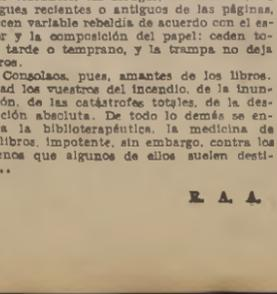 gues recientes o antiguos de las páginas,
cen variable rebeldía de acuerdo con el es-
r y la composición del papel: ceden to-
tarde o temprano, y la trampa no deja
ros.
Consolaos, pues, amantes de los libros.
ad los vuestros del incendio, de la inun-
ón, de las catástrofes totales, de la des-
ción absoluta. De todo lo demás se en-
a la biblioterapéutica, la medicina de
libros, impotente, sin embargo, contra los
enos que algunos de ellos suelen desti-
..
R. A. A.